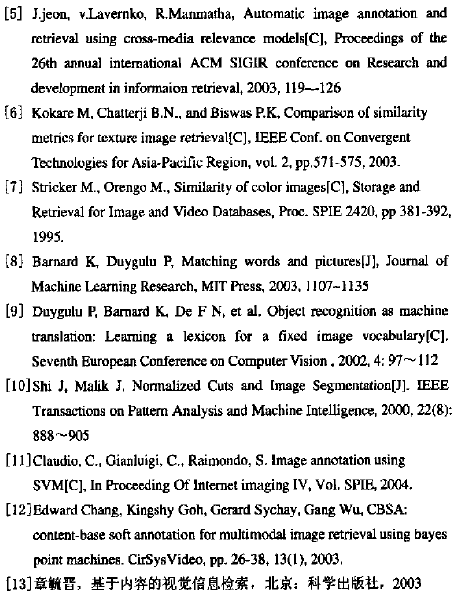 [5] J.jeon, v.Lavernko, R.Manmatha, Automatic image annotation and
retrieval using cross-media relevance models[C], Proceedings of the
26th annual international ACM SIGIR conference on Research and
development in informaion retrieval, 2003, 119—126
[6] Kokare M, Chatterji B.N., and Biswas P.K, Comparison of similarity
metrics for texture image retrieval[C], IEEE Conf. on Convergent
Technologies for Asia-Pacific Region, vol. 2, pp.571-575, 2003.
[7] Stricker M., Orengo M., Similarity of color images[C], Storage and
Retrieval for Image and Video Databases, Proc. SPIE 2420, pp 381-392,
1995.
[8] Barnard K, Duygulu P, Matching words and pictures[J], Journal of
Machine Learning Research, MIT Press, 2003, 1107~1135
[9] Duygulu P, Barnard K, De F N, et al. Object recognition as machine
translation: Learning a lexicon for a fixed image vocabulary[C].
Seventh European Conference on Computer Vision , 2002, 4: 97~112
[10] Shi J, Malik J, Normalized Cuts and Image Segmentation[J]. IEEE
Transactions on Pattern Analysis and Machine Intelligence, 2000, 22(8):
888~905
[11] Claudio, C., Gianluigi, C., Raimondo, S. Image annotation using
SVM[C], In Proceeding Of Internet imaging IV, Vol. SPIE, 2004.
[12] Edward Chang, Kingshy Goh, Gerard Sychay, Gang Wu, CBSA:
content-base soft annotation for multimodal image retrieval using bayes
point machines. CirSysVideo, pp. 26-38, 13(1), 2003.
[13] 章毓晋，基于内容的视觉信息检索，北京：科学出版社，2003